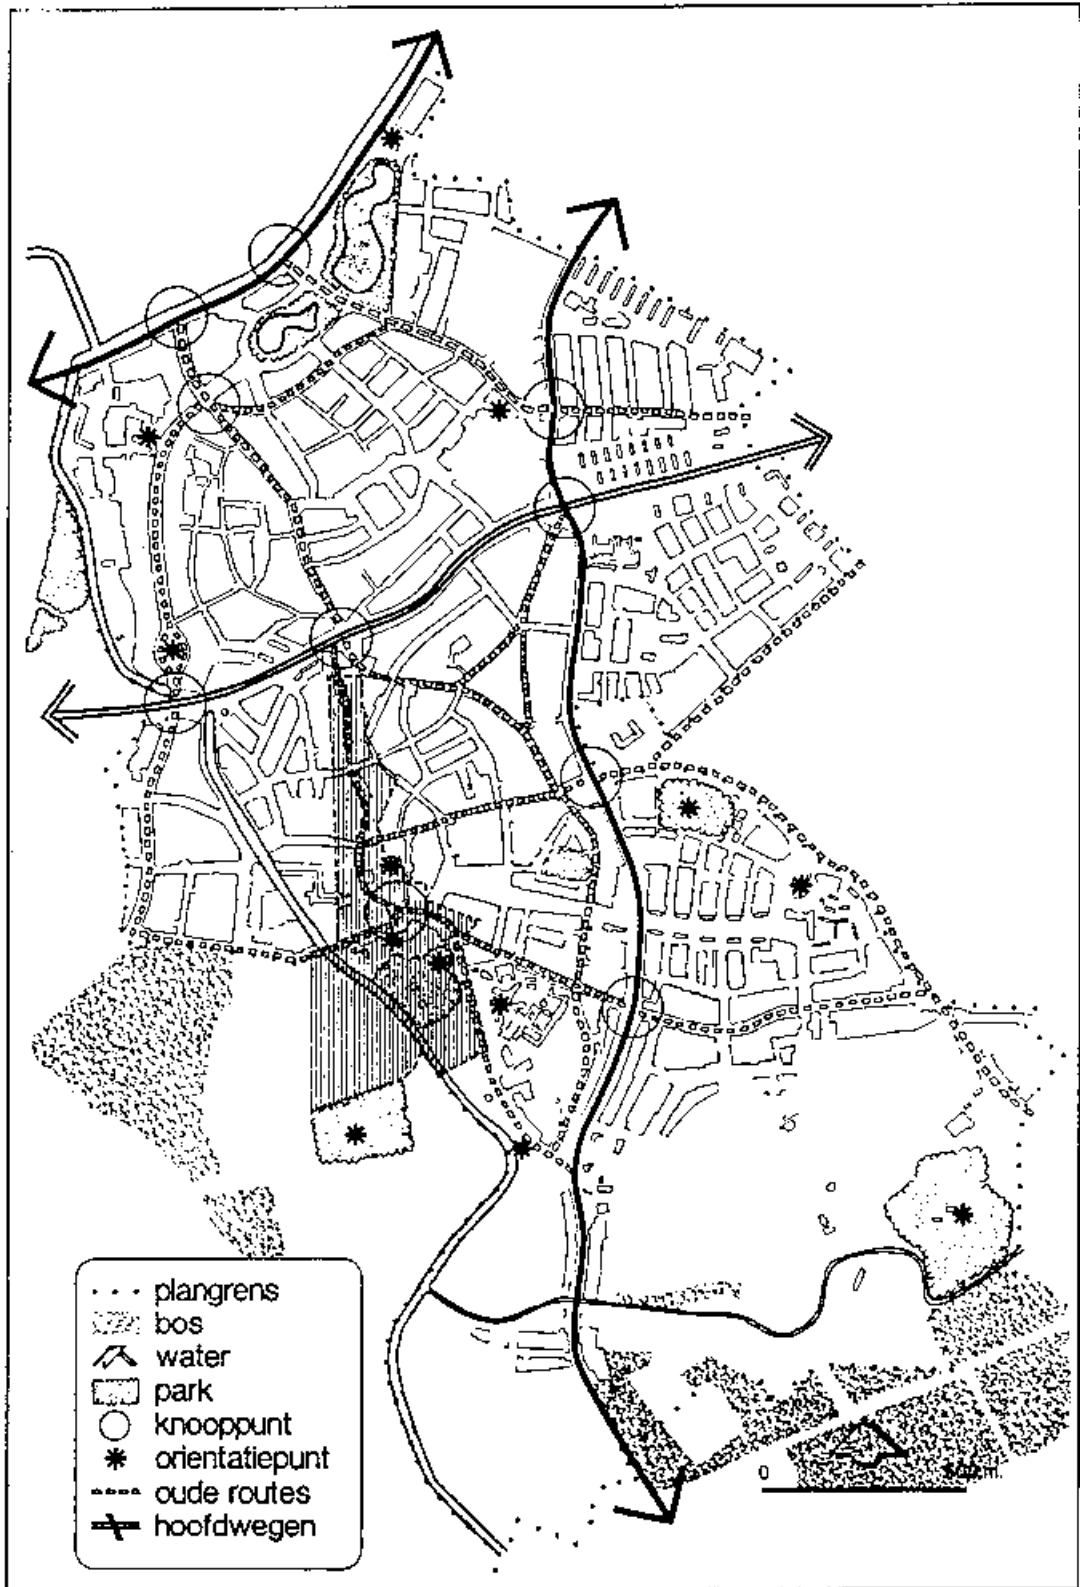 plangrens
bos
water
park
knooppunt
orientatiepunt
oude routes
hoofdwegen
0